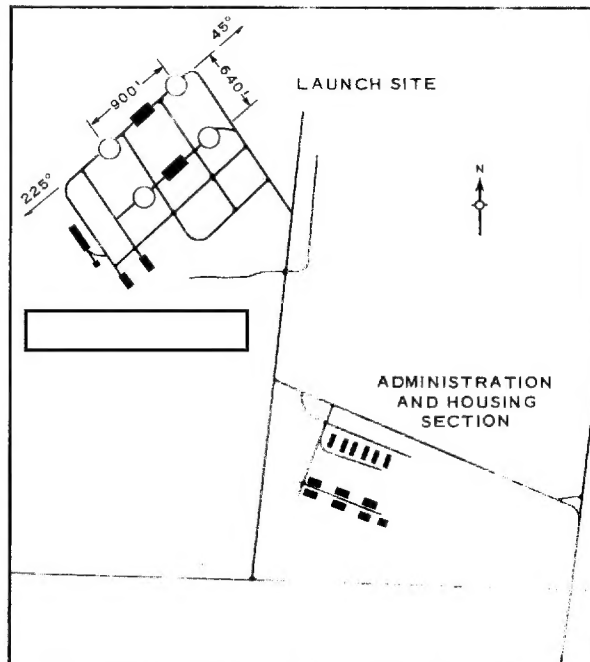 45°
900'
640'
LAUNCH SITE
225°
N
ADMINISTRATION
AND HOUSING
SECTION